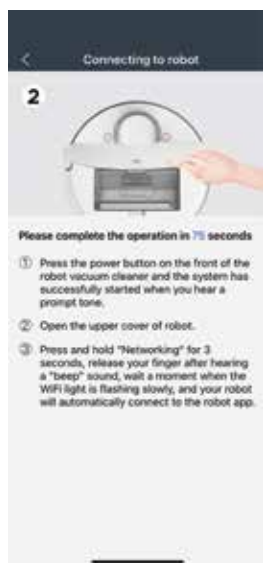 Connecting to robot
2
Please complete the operation in 75 seconds
① Press the power button on the front of the
robot vacuum cleaner and the system has
successfully started when you hear a
prompt tone.
② Open the upper cover of robot.
③ Press and hold "Networking" for 3
seconds, release your finger after hearing
a "beep" sound, wait a moment when the
WiFi light is flashing slowly, and your robot
will automatically connect to the robot app.